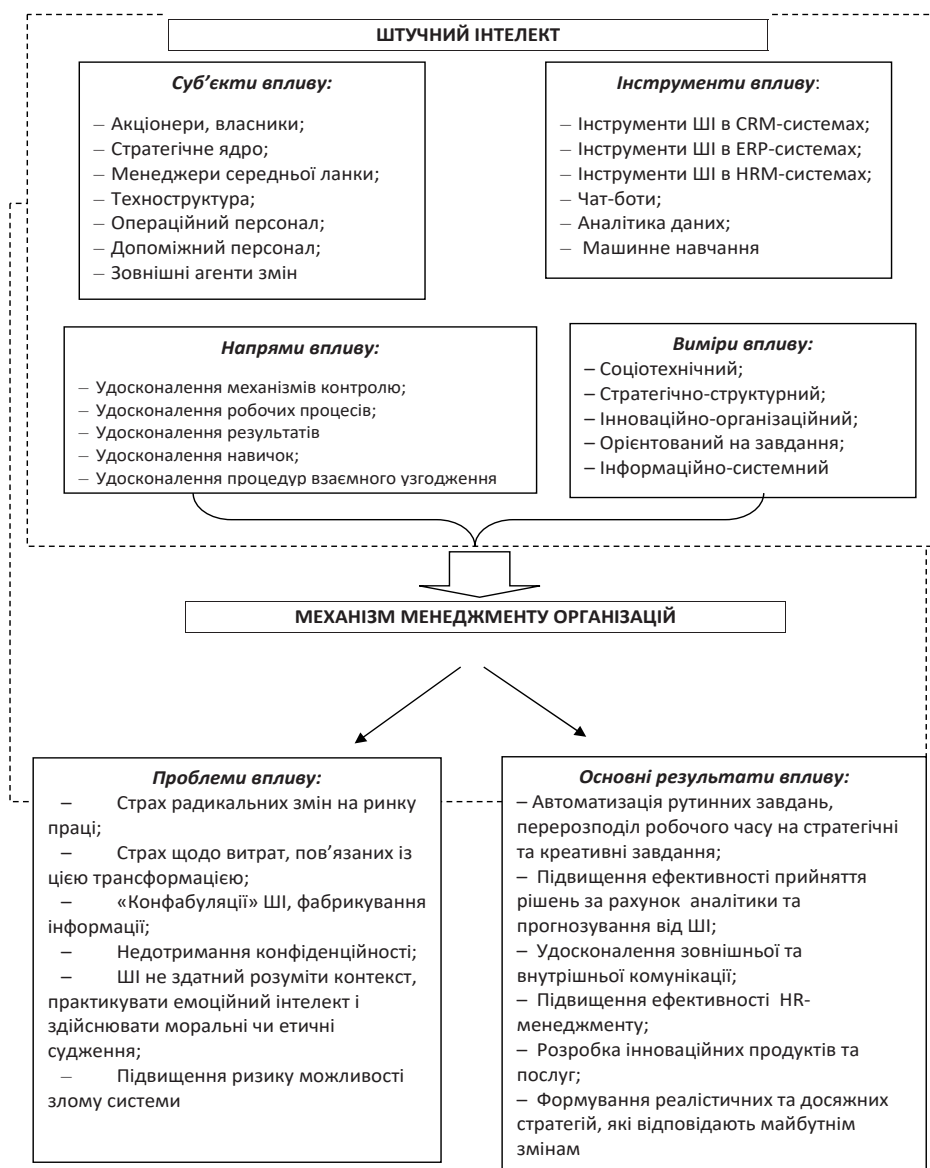 ШТУЧНИЙ ІНТЕЛЕКТ
Суб’єкти впливу:
– Акціонери, власники;
– Стратегічне ядро;
– Менеджери середньої ланки;
– Техноструктура;
– Операційний персонал;
– Допоміжний персонал;
– Зовнішні агенти змін
Інструменти впливу:
– Інструменти ШІ в CRM-системах;
– Інструменти ШІ в ERP-системах;
– Інструменти ШІ в HRM-системах;
– Чат-боти;
– Аналітика даних;
– Машинне навчання
Напрями впливу:
– Удосконалення механізмів контролю;
– Удосконалення робочих процесів;
– Удосконалення результатів
– Удосконалення навичок;
– Удосконалення процедур взаємного узгодження
Виміри впливу:
– Соціотехнічний;
– Стратегічно-структурний;
– Інноваційно-організаційний;
– Орієнтований на завдання;
– Інформаційно-системний
МЕХАНІЗМ МЕНЕДЖМЕНТУ ОРГАНІЗАЦІЙ
Проблеми впливу:
– Страх радикальних змін на ринку
праці;
– Страх щодо витрат, пов’язаних із
цією трансформацією;
– «Конфабуляції» ШІ, фабрикування
інформації;
– Недотримання конфіденційності;
– ШІ не здатний розуміти контекст,
практикувати емоційний інтелект і
здійснювати моральні чи етичні
судження;
– Підвищення ризику можливості
злому системи
Основні результати впливу:
– Автоматизація рутинних завдань,
перерозподіл робочого часу на стратегічні
та креативні завдання;
– Підвищення ефективності прийняття
рішень за рахунок аналітики та
прогнозування від ШІ;
– Удосконалення зовнішньої та
внутрішньої комунікації;
– Підвищення ефективності HR-
менеджменту;
– Розробка інноваційних продуктів та
послуг;
– Формування реалістичних та досяжних
стратегій, які відповідають майбутнім
змінам